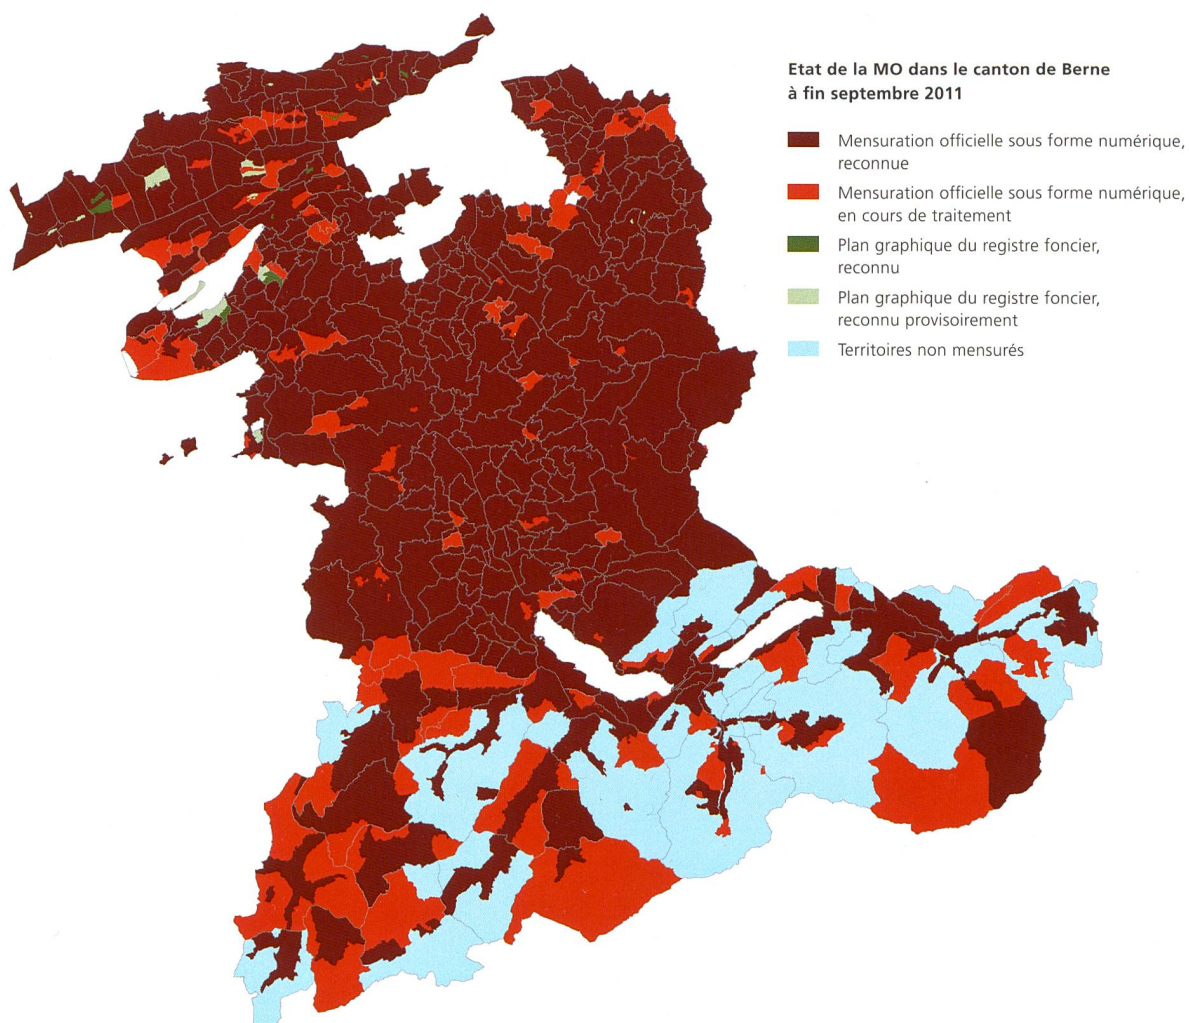 Etat de la MO dans le canton de Berne
à fin septembre 2011
Mensuration officielle sous forme numérique,
reconnue
Mensuration officielle sous forme numérique,
en cours de traitement
Plan graphique du registre foncier,
reconnu
Plan graphique du registre foncier,
reconnu provisoirement
Territoires non mensurés